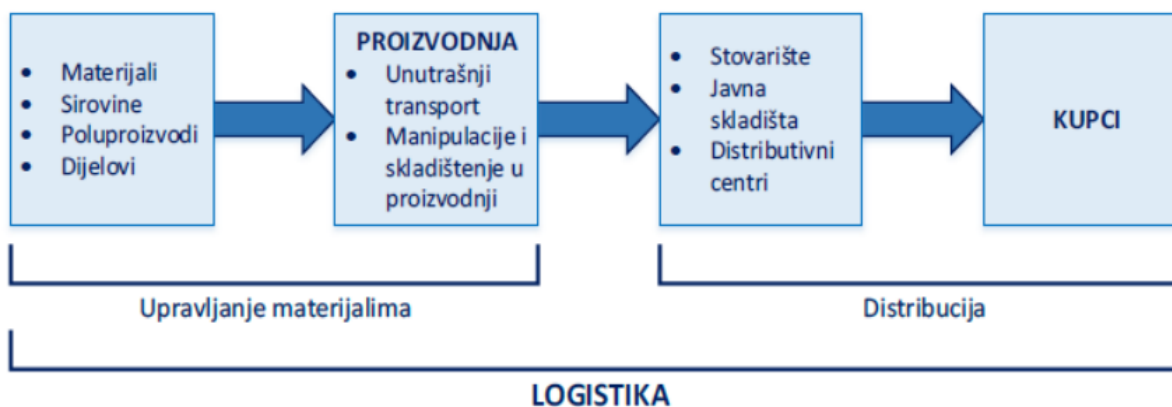 • Materijali
• Sirovine
• Poluproizvodi
• Dijelovi
PROIZVODNJA
• Unutrašnji
transport
• Manipulacije i
skladištenje u
proizvodnji
• Stovarište
• Javna
skladišta
• Distributivni
centri
KUPCI
Upravljanje materijalima
Distribucija
LOGISTIKA